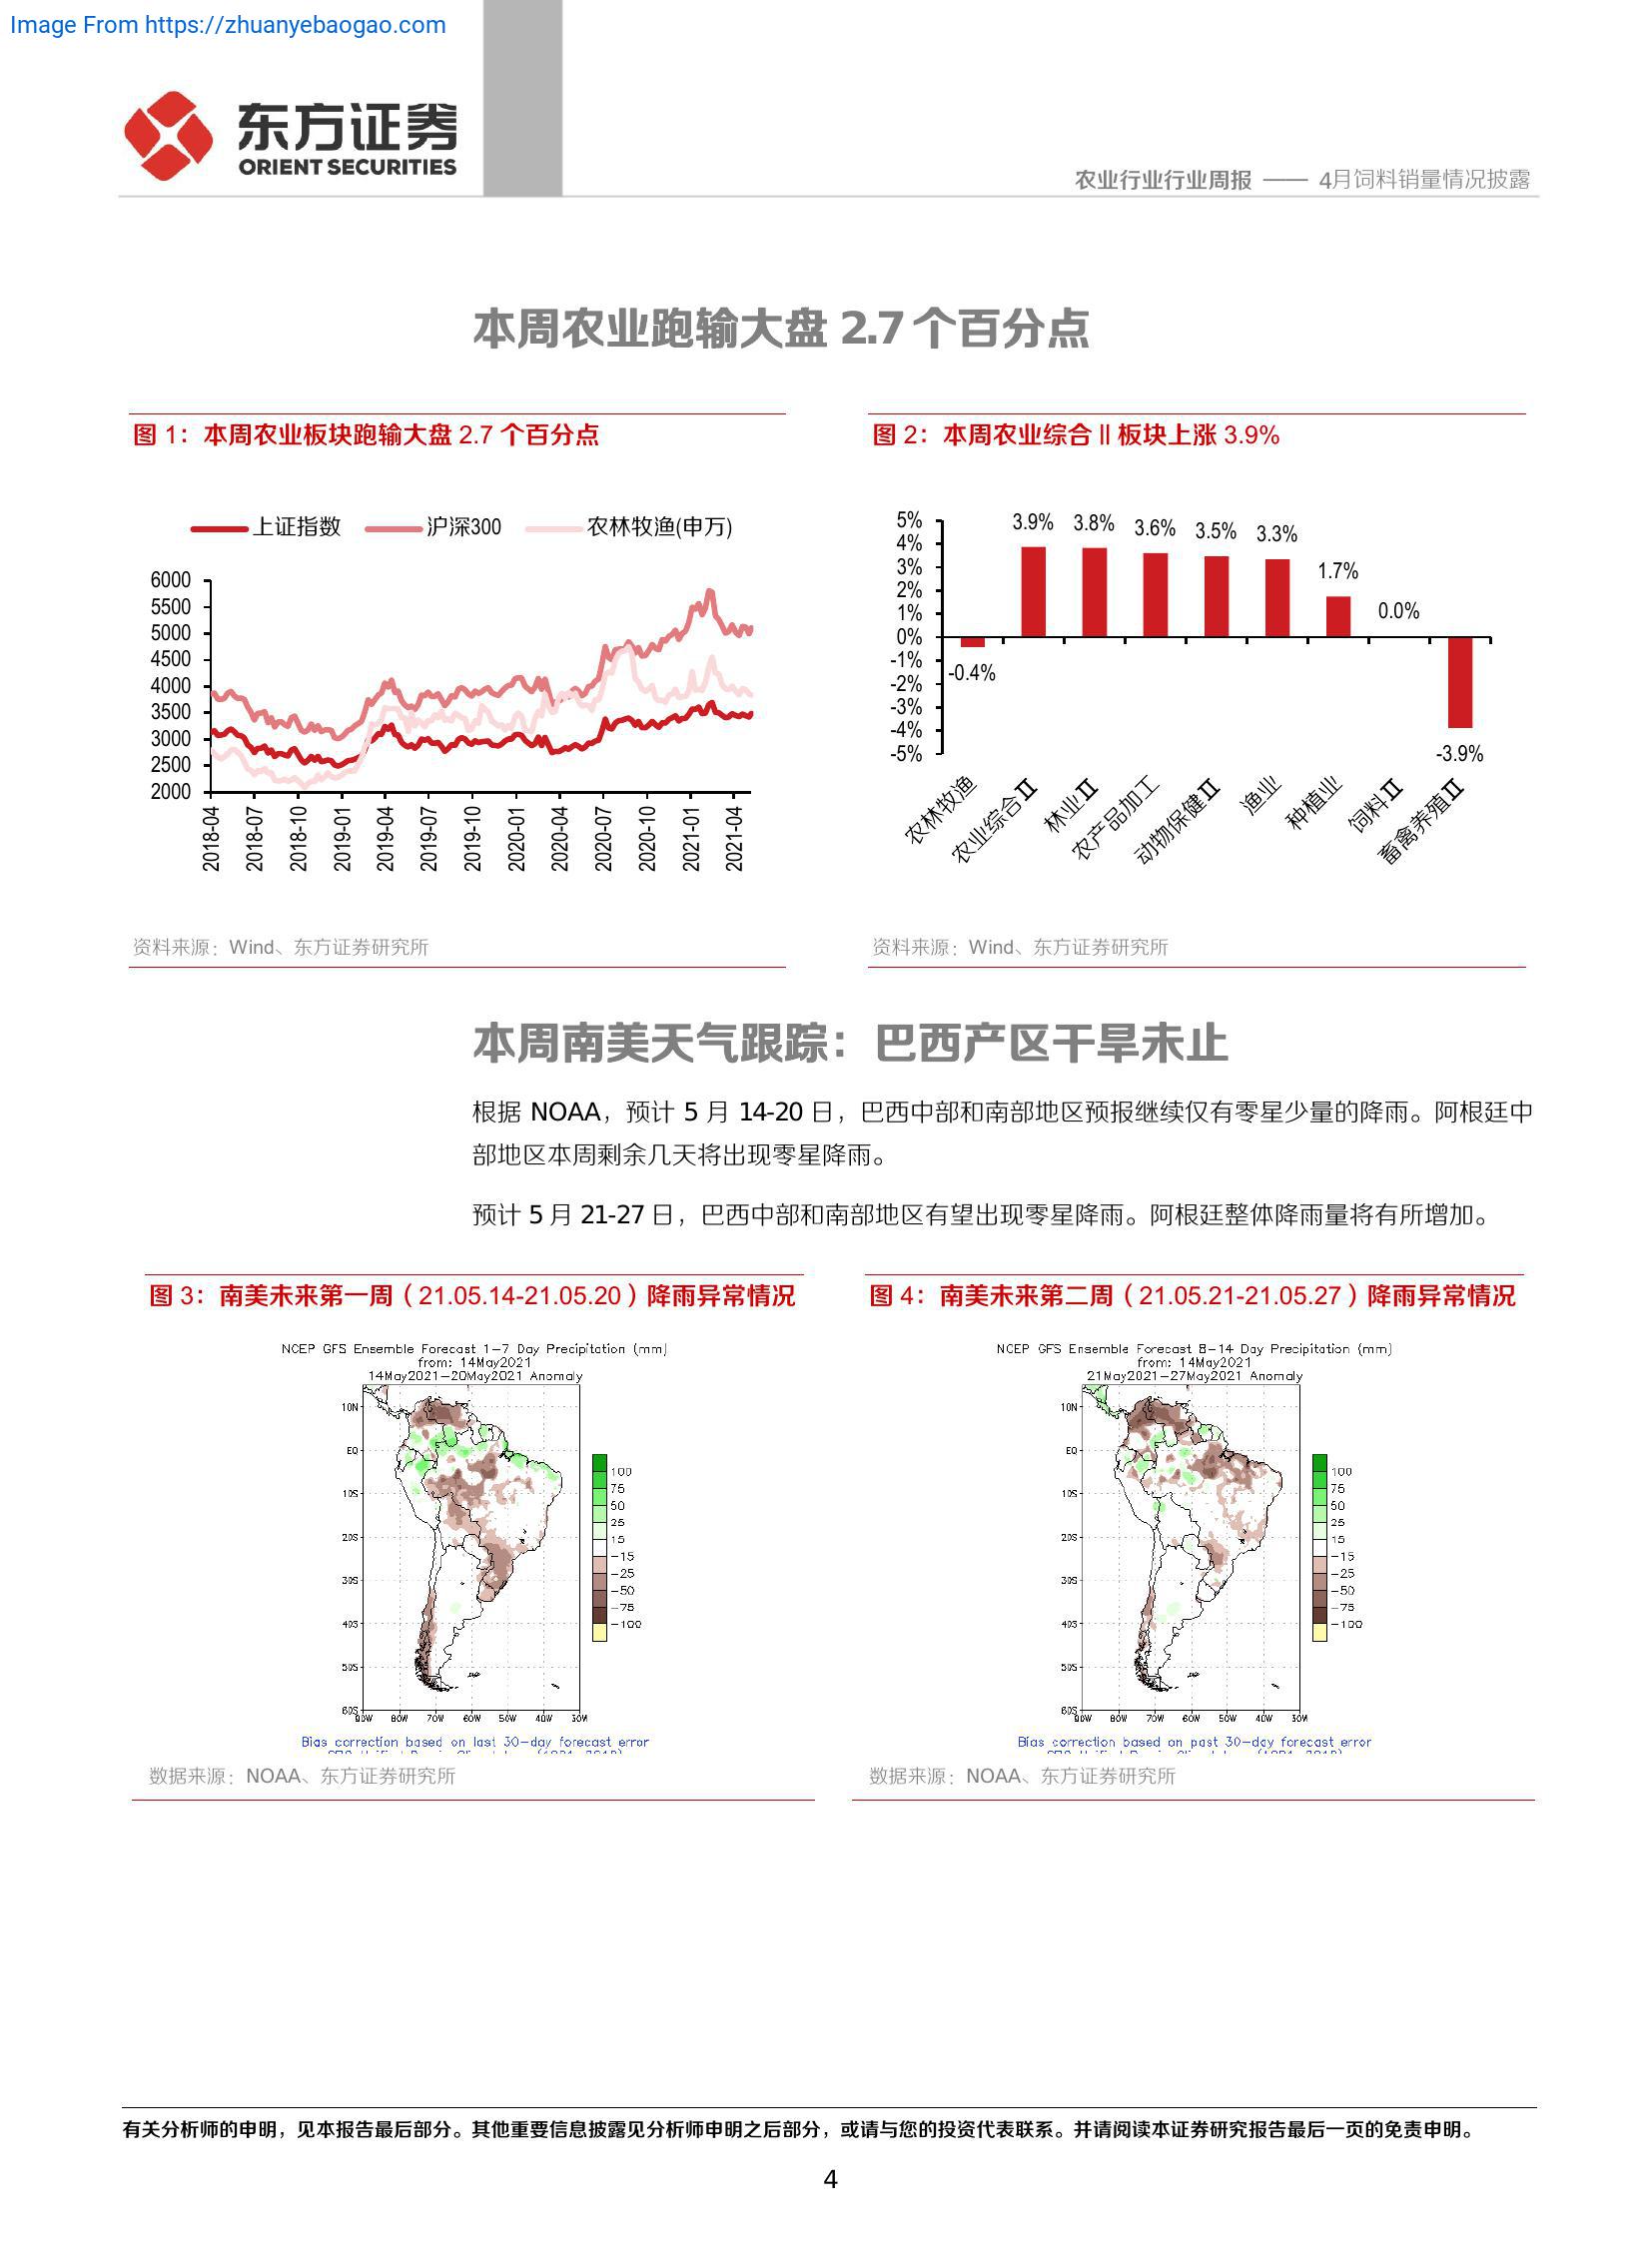 Image From https://zhuanyebaogao.com
东方证券
ORIENT SECURITIES
农业行业行业周报 —— 4月饲料销量情况披露
本周农业跑输大盘 2.7 个百分点
图 1：本周农业板块跑输大盘 2.7 个百分点
上证指数 沪深300 农林牧渔(申万)
6000
5500
5000
4500
4000
3500
3000
2500
2000
2018-04 2018-07 2018-10 2019-01 2019-04 2019-07 2019-10 2020-01 2020-04 2020-07 2020-10 2021-01 2021-04
资料来源：Wind、东方证券研究所
图 2：本周农业综合Ⅱ板块上涨 3.9%
5%
4%
3%
2%
1%
0%
-1%
-2%
-3%
-4%
-5%
-0.4% 3.9% 3.8% 3.6% 3.5% 3.3% 1.7% 0.0% -3.9%
农林牧渔 农业综合Ⅱ 林业Ⅱ 农产品加工 动物保健Ⅱ 渔业 种植业 饲料Ⅱ 畜禽养殖Ⅱ
资料来源：Wind、东方证券研究所
本周南美天气跟踪：巴西产区干旱未止
根据 NOAA，预计 5 月 14-20 日，巴西中部和南部地区预报继续仅有零星少量的降雨。阿根廷中
部地区本周剩余几天将出现零星降雨。
预计 5 月 21-27 日，巴西中部和南部地区有望出现零星降雨。阿根廷整体降雨量将有所增加。
图 3：南美未来第一周（21.05.14-21.05.20）降雨异常情况
NCEP GFS Ensemble Forecast 1-7 Day Precipitation (mm)
from: 14May2021
14May2021-20May2021 Anomaly
10N
EQ
10S
20S
30S
40S
50S
60S
90W 80W 70W 60W 50W 40W 30W
100
75
50
25
15
-15
-25
-50
-75
-100
Bias correction based on last 30-day forecast error
数据来源：NOAA、东方证券研究所
图 4：南美未来第二周（21.05.21-21.05.27）降雨异常情况
NCEP GFS Ensemble Forecast 8-14 Day Precipitation (mm)
from: 14May2021
21May2021-27May2021 Anomaly
10N
EQ
10S
20S
30S
40S
50S
60S
90W 80W 70W 60W 50W 40W 30W
100
75
50
25
15
-15
-25
-50
-75
-100
Bias correction based on past 30-day forecast error
数据来源：NOAA、东方证券研究所
有关分析师的申明，见本报告最后部分。其他重要信息披露见分析师申明之后部分，或请与您的投资代表联系。并请阅读本证券研究报告最后一页的免责申明。
4